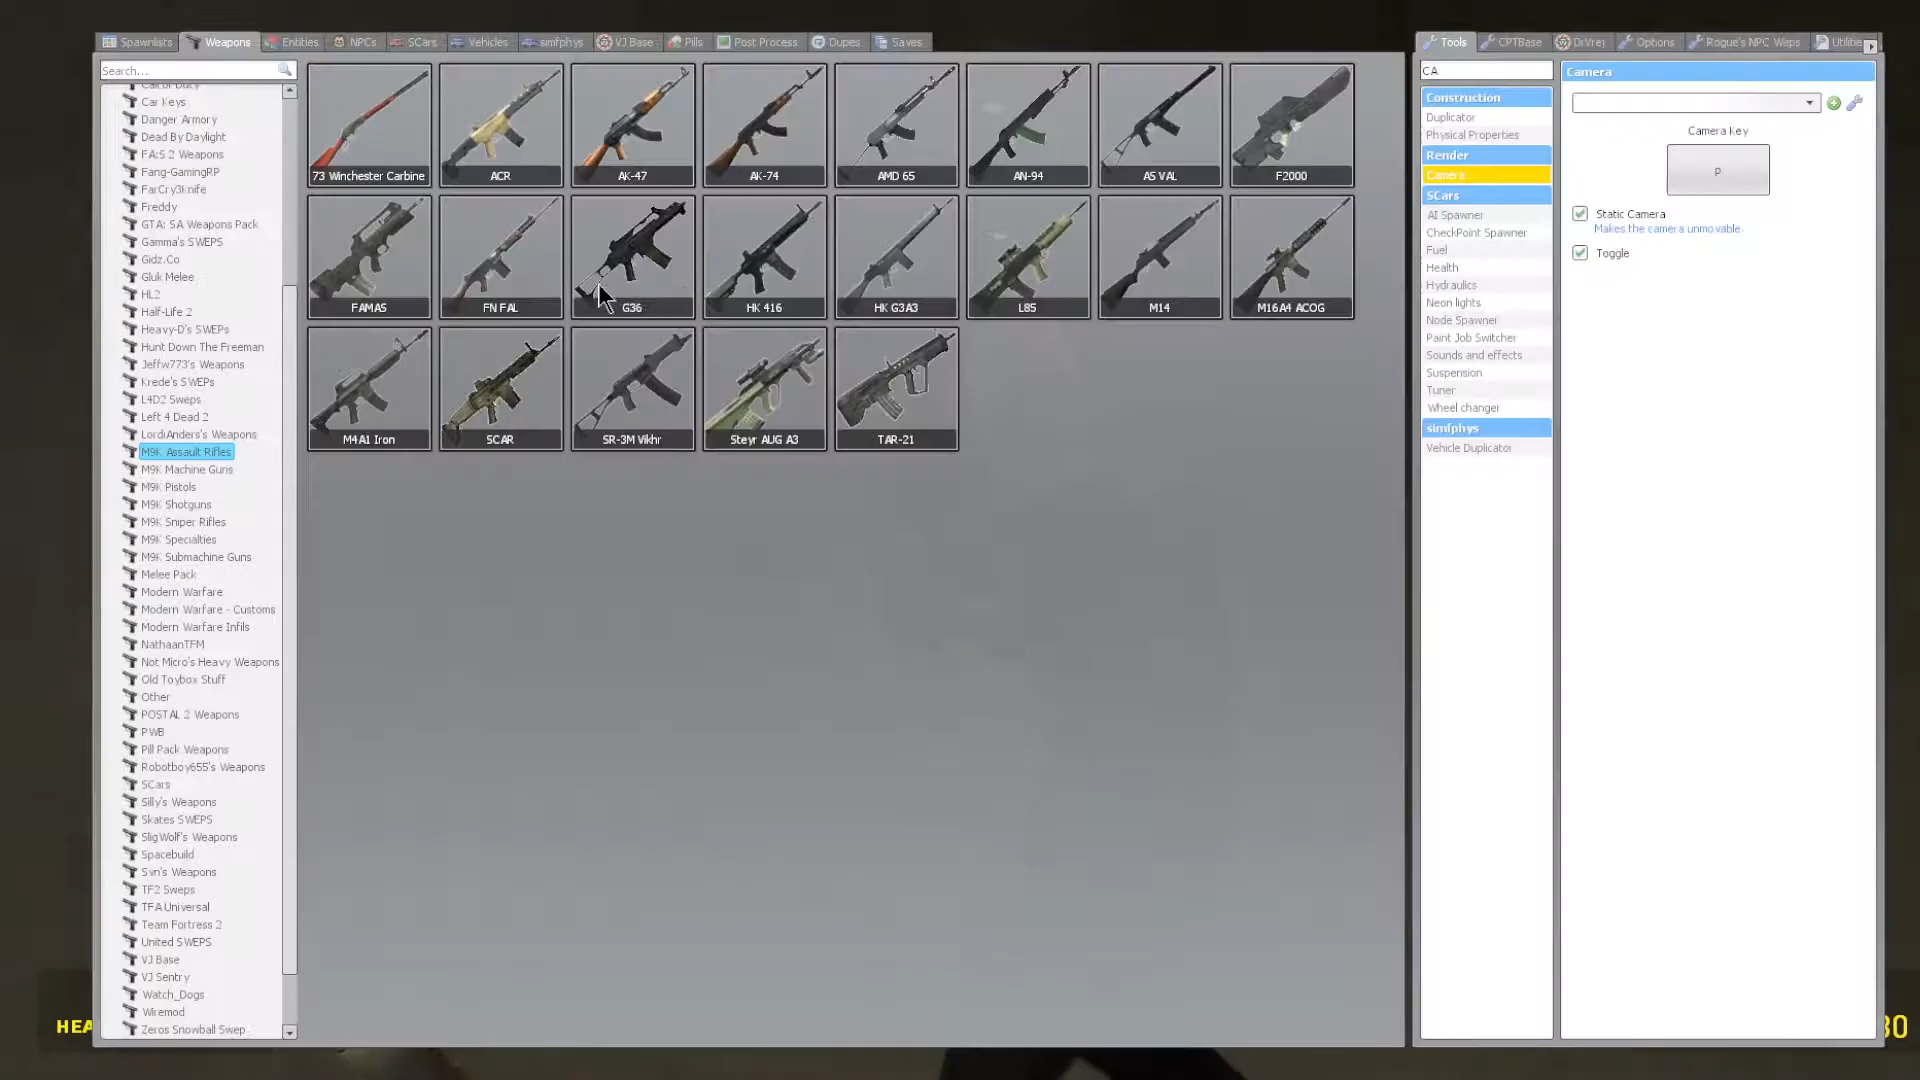 Spawnlists Weapons Entities NPCs SCars Vehicles simfphys VJ Base Pills Post Process Dupes Saves
Search...
Call of Duty
Car Keys
Danger Armory
Dead By Daylight
FA:S 2 Weapons
Fang-GamingRP
FarCry3knife
Freddy
GTA: SA Weapons Pack
Gamma's SWEPS
Gidz.Co
Gluk Melee
HL2
Half-Life 2
Heavy-D's SWEPs
Hunt Down The Freeman
Jeffw773's Weapons
Krede's SWEPs
L4D2 Sweps
Left 4 Dead 2
LordiAnders's Weapons
M9K Assault Rifles
M9K Machine Guns
M9K Pistols
M9K Shotguns
M9K Sniper Rifles
M9K Specialties
M9K Submachine Guns
Melee Pack
Modern Warfare
Modern Warfare - Customs
Modern Warfare Infils
NathaanTFM
Not Micro's Heavy Weapons
Old Toybox Stuff
Other
POSTAL 2 Weapons
PWB
Pill Pack Weapons
Robotboy655's Weapons
SCars
Silly's Weapons
Skates SWEPS
SligWolf's Weapons
Spacebuild
Svn's Weapons
TF2 Sweps
TFA Universal
Team Fortress 2
United SWEPS
VJ Base
VJ Sentry
Watch_Dogs
Wiremod
Zeros Snowball Swep
73 Winchester Carbine ACR AK-47 AK-74 AMD 65 AN-94 AS VAL F2000
FAMAS FN FAL G36 HK 416 HK G3A3 L85 M14 M16A4 ACOG
M4A1 Iron SCAR SR-3M Vikhr Steyr AUG A3 TAR-21
Tools CPTBase DrVrej Options Rogue's NPC Weps Utilitie
CA
Construction
Duplicator
Physical Properties
Render
Camera
SCars
AI Spawner
CheckPoint Spawner
Fuel
Health
Hydraulics
Neon lights
Node Spawner
Paint Job Switcher
Sounds and effects
Suspension
Tuner
Wheel changer
simfphys
Vehicle Duplicator
Camera
Camera Key
P
Static Camera
Makes the camera unmovable.
Toggle
HEA
30